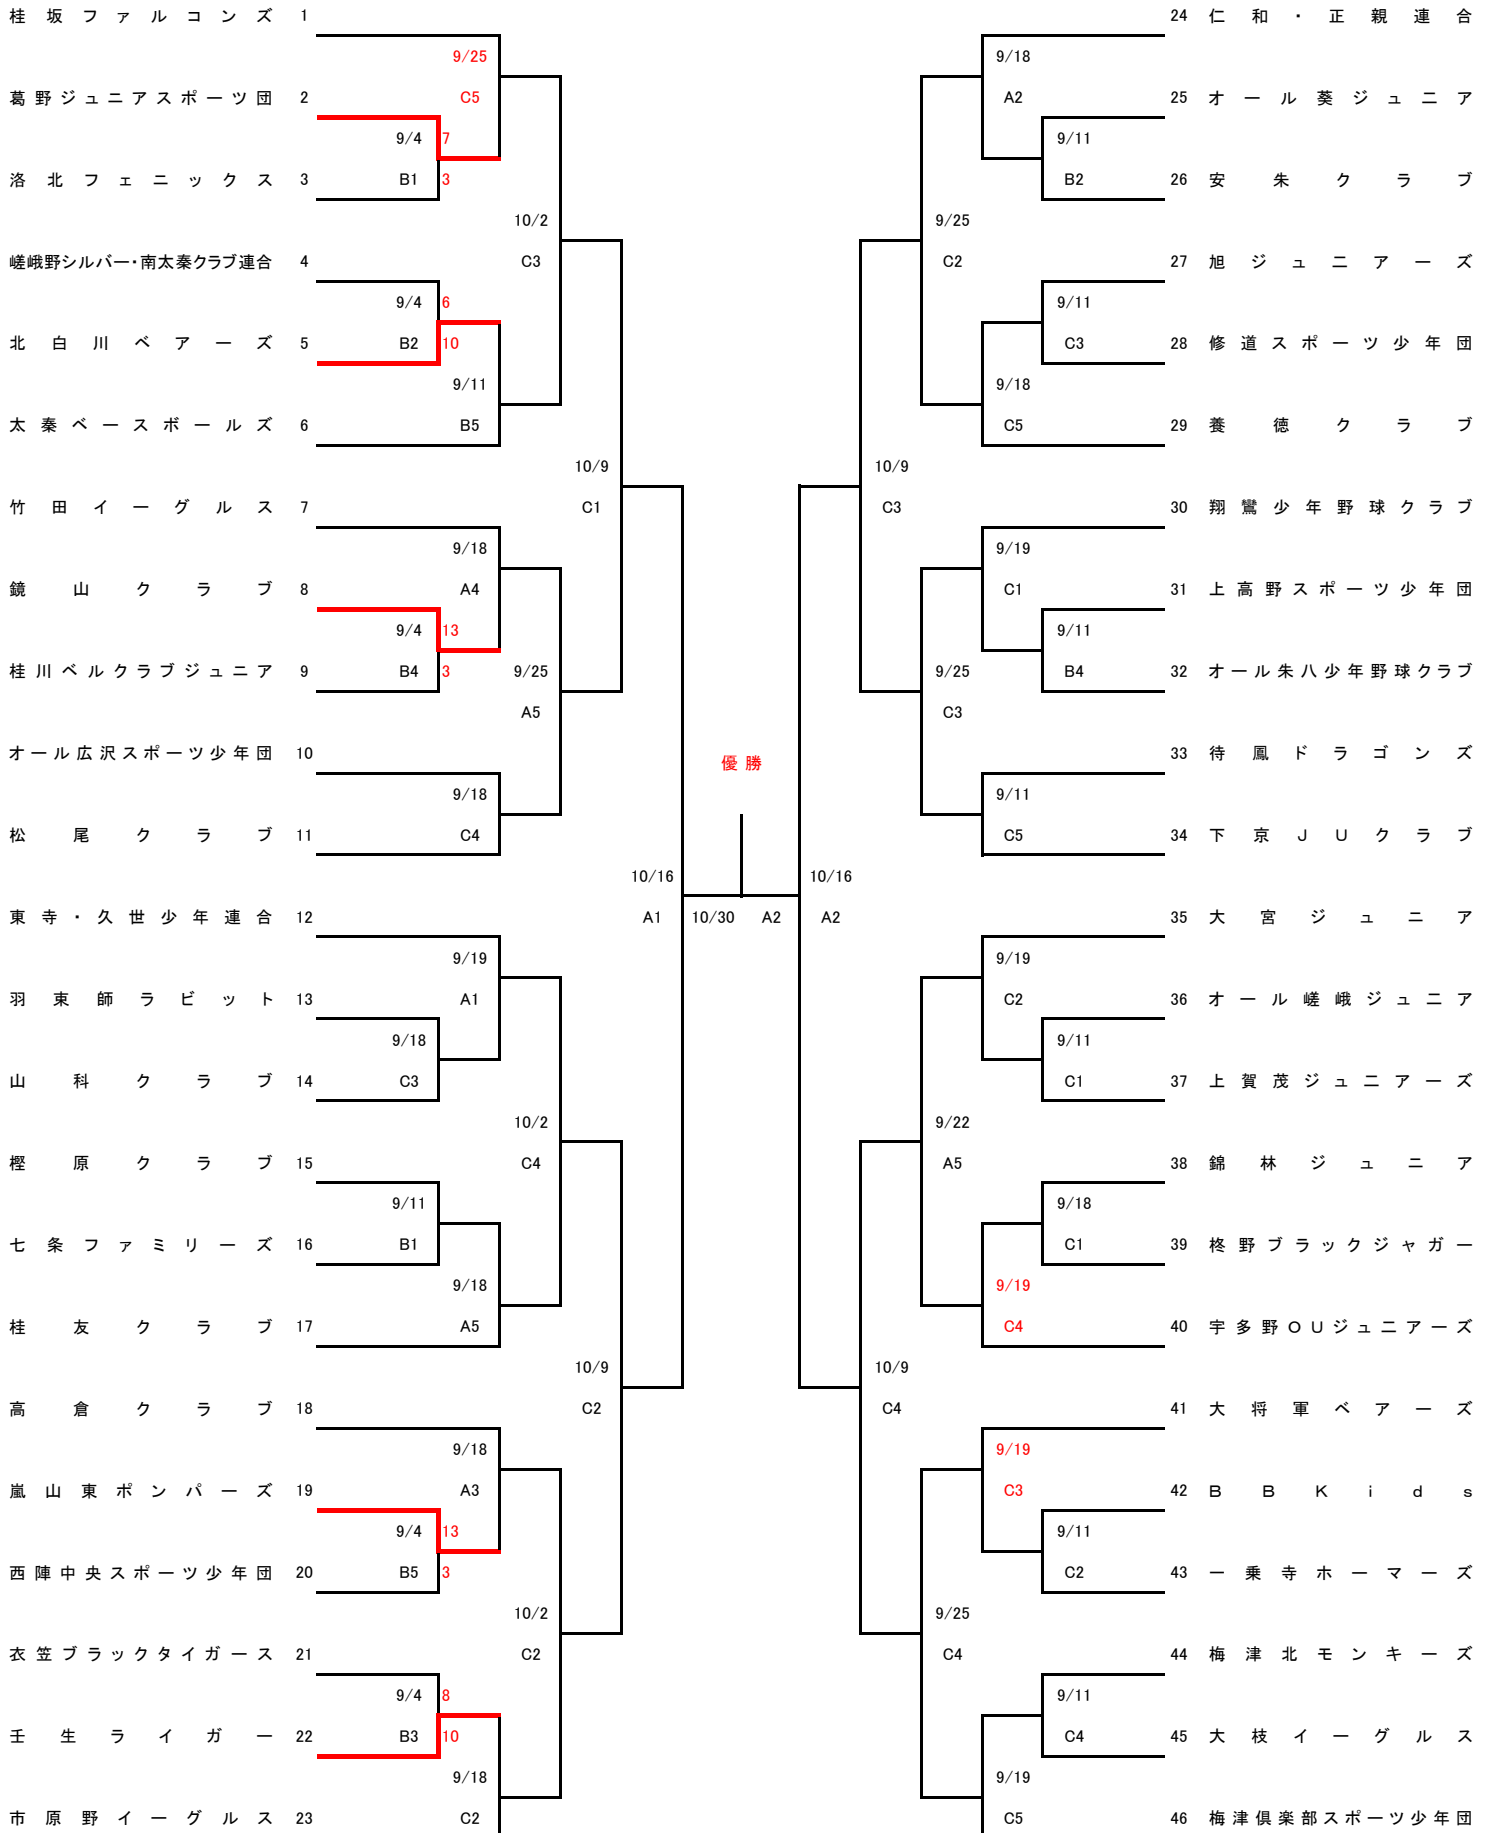 桂坂ファルコンズ 1
9/25
葛野ジュニアスポーツ団 2 C5
9/4 7
洛北フェニックス 3 B1 3
10/2
嵯峨野シルバー・南太秦クラブ連合 4 C3
9/4 6
北白川ベアーズ 5 B2 10
9/11
太秦ベースボールズ 6 B5
10/9
竹田イーグルス 7 C1
9/18
鏡山クラブ 8 A4
9/4 13
桂川ベルクラブジュニア 9 B4 3 9/25
A5
オール広沢スポーツ少年団 10
9/18
松尾クラブ 11 C4
10/16
東寺・久世少年連合 12 A1
9/19
羽束師ラビット 13 A1
9/18
山科クラブ 14 C3
10/2
樫原クラブ 15 C4
9/11
七条ファミリーズ 16 B1
9/18
桂友クラブ 17 A5
10/9
高倉クラブ 18 C2
9/18
嵐山東ポンパーズ 19 A3
9/4 13
西陣中央スポーツ少年団 20 B5 3
10/2
衣笠ブラックタイガース 21 C2
9/4 8
壬生ライガー 22 B3 10
9/18
市原野イーグルス 23 C2
優勝
10/30 A2
24 仁和・正親連合
9/18
A2 25 オール葵ジュニア
9/11
B2 26 安朱クラブ
9/25
C2 27 旭ジュニアーズ
9/11
C3 28 修道スポーツ少年団
9/18
C5 29 養徳クラブ
10/9
C3 30 翔鸞少年野球クラブ
9/19
C1 31 上高野スポーツ少年団
9/11
9/25 B4 32 オール朱八少年野球クラブ
C3
33 待鳳ドラゴンズ
9/11
C5 34 下京JUクラブ
10/16
A2 35 大宮ジュニア
9/19
C2 36 オール嵯峨ジュニア
9/11
C1 37 上賀茂ジュニアーズ
9/22
A5 38 錦林ジュニア
9/18
C1 39 柊野ブラックジャガー
9/19
C4 40 宇多野OUジュニアーズ
10/9
C4 41 大将軍ベアーズ
9/19
C3 42 BBKids
9/11
C2 43 一乗寺ホーマーズ
9/25
C4 44 梅津北モンキーズ
9/11
C4 45 大枝イーグルス
9/19
C5 46 梅津倶楽部スポーツ少年団